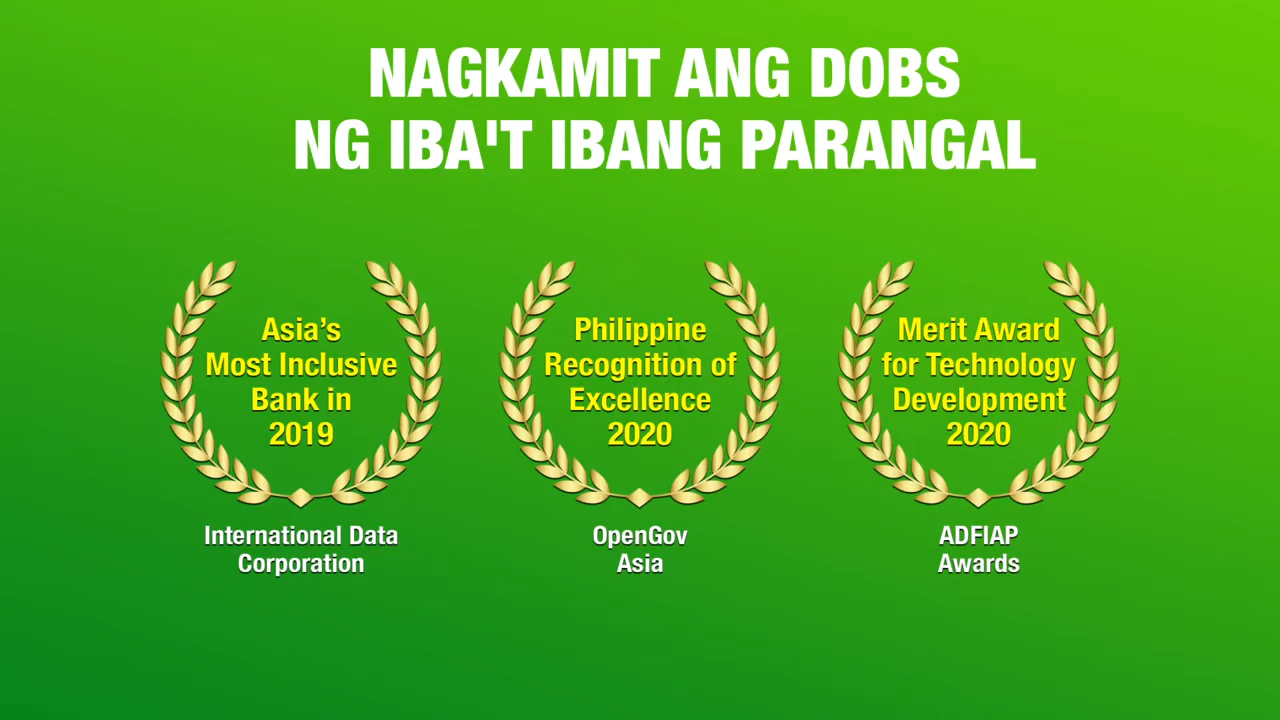 NAGKAMIT ANG DOBS
NG IBA'T IBANG PARANGAL
Asia’s
Most Inclusive
Bank in
2019
International Data
Corporation
Philippine
Recognition of
Excellence
2020
OpenGov
Asia
Merit Award
for Technology
Development
2020
ADFIAP
Awards